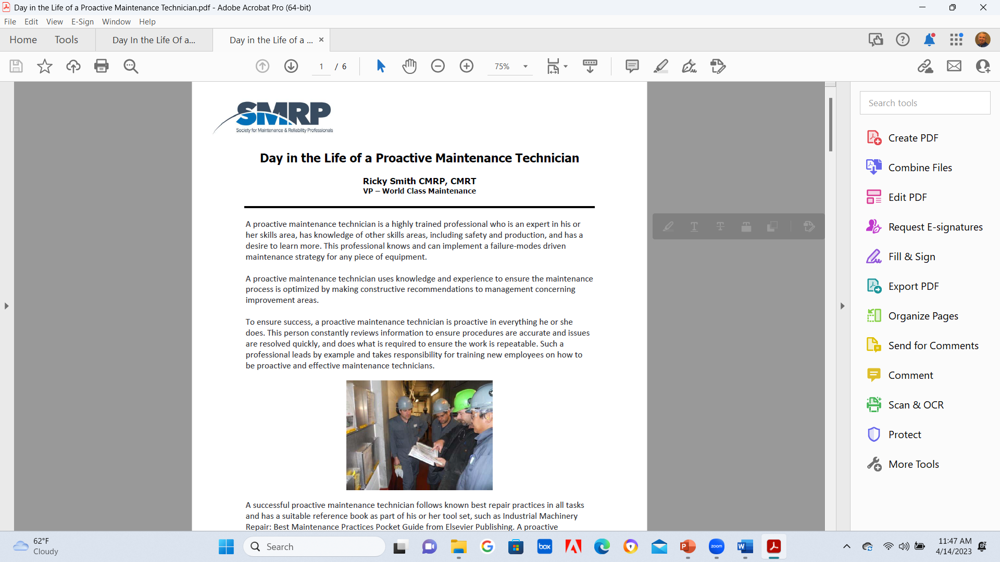 Day in the Life of a Proactive Maintenance Technician.pdf - Adobe Acrobat Pro (64-bit)
File Edit View E-Sign Window Help
Home Tools Day In the Life Of a... Day in the Life of a ...
1 / 6 75%
SMRP
Society for Maintenance & Reliability Professionals
Day in the Life of a Proactive Maintenance Technician
Ricky Smith CMRP, CMRT
VP – World Class Maintenance
A proactive maintenance technician is a highly trained professional who is an expert in his or
her skills area, has knowledge of other skills areas, including safety and production, and has a
desire to learn more. This professional knows and can implement a failure-modes driven
maintenance strategy for any piece of equipment.
A proactive maintenance technician uses knowledge and experience to ensure the maintenance
process is optimized by making constructive recommendations to management concerning
improvement areas.
To ensure success, a proactive maintenance technician is proactive in everything he or she
does. This person constantly reviews information to ensure procedures are accurate and issues
are resolved quickly, and does what is required to ensure the work is repeatable. Such a
professional leads by example and takes responsibility for training new employees on how to
be proactive and effective maintenance technicians.
A successful proactive maintenance technician follows known best repair practices in all tasks
and has a suitable reference book as part of his or her tool set, such as Industrial Machinery
Repair: Best Maintenance Practices Pocket Guide from Elsevier Publishing. A proactive
Search tools
Create PDF
Combine Files
Edit PDF
Request E-signatures
Fill & Sign
Export PDF
Organize Pages
Send for Comments
Comment
Scan & OCR
Protect
More Tools
62°F
Cloudy
Search
box
zoom
11:47 AM
4/14/2023